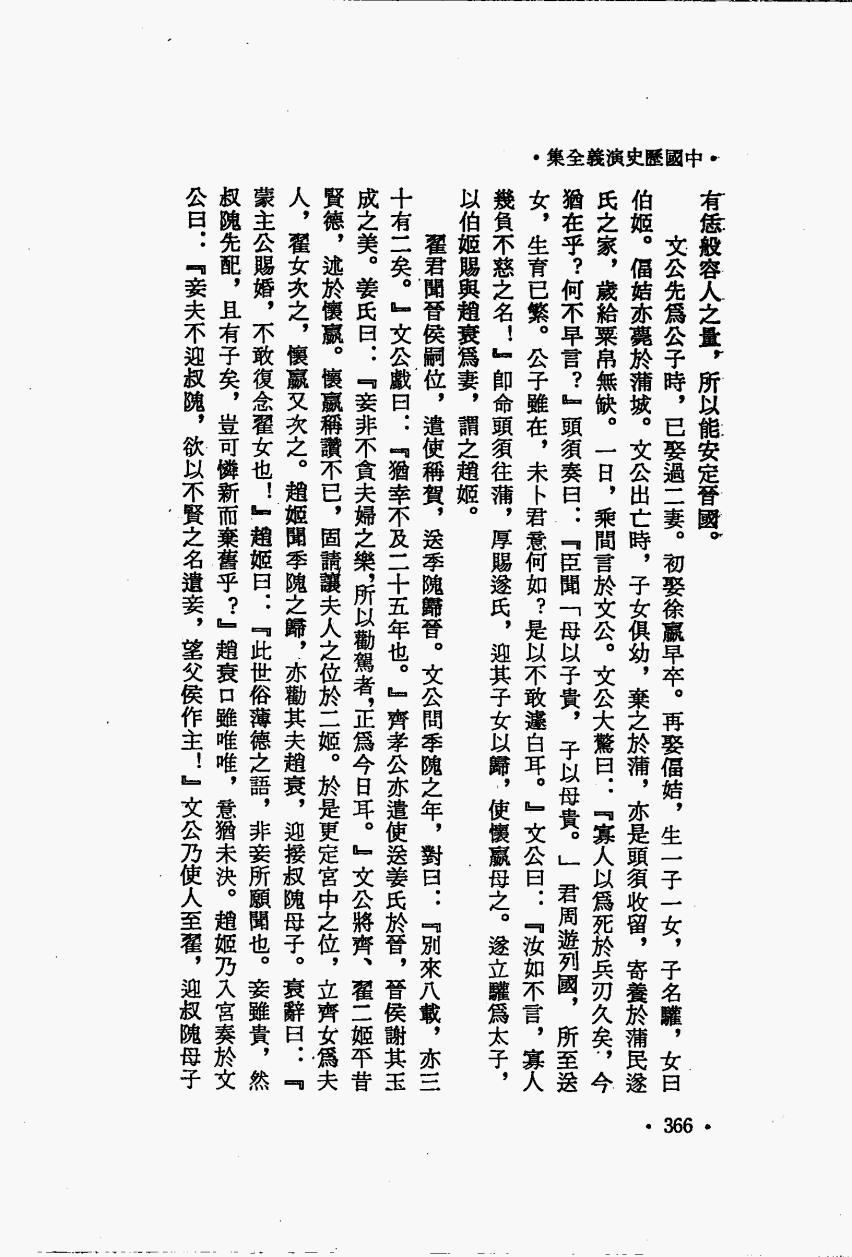 ·中國歷史演義全集·
有恁般容人之量，所以能安定晉國。
文公先爲公子時，已娶過二妻。初娶徐嬴早卒。再娶偪姞，生一子一女，子名驩，女曰
伯姬。偪姞亦薨於蒲城。文公出亡時，子女俱幼，棄之於蒲，亦是頭須收留，寄養於蒲民遂
氏之家，歲給粟帛無缺。一日，乘間言於文公。文公大驚曰：『寡人以爲死於兵刃久矣，今
猶在乎？何不早言？』頭須奏曰：『臣聞「母以子貴，子以母貴。」君周遊列國，所至送
女，生育已繁。公子雖在，未卜君意何如？是以不敢遽白耳。』文公曰：『汝如不言，寡人
幾負不慈之名！』卽命頭須往蒲，厚賜遂氏，迎其子女以歸，使懷嬴母之。遂立驩爲太子，
以伯姬賜與趙衰爲妻，謂之趙姬。
翟君聞晉侯嗣位，遣使稱賀，送季隗歸晉。文公問季隗之年，對曰：『別來八載，亦三
十有二矣。』文公戲曰：『猶幸不及二十五年也。』齊孝公亦遣使送姜氏於晉，晉侯謝其玉
成之美。姜氏曰：『妾非不貪夫婦之樂，所以勸駕者，正爲今日耳。』文公將齊、翟二姬平昔
賢德，述於懷嬴。懷嬴稱讚不已，固請讓夫人之位於二姬。於是更定宮中之位，立齊女爲夫
人，翟女次之，懷嬴又次之。趙姬聞季隗之歸，亦勸其夫趙衰，迎接叔隗母子。衰辭曰：『
蒙主公賜婚，不敢復念翟女也！』趙姬曰：『此世俗薄德之語，非妾所願聞也。妾雖貴，然
叔隗先配，且有子矣，豈可憐新而棄舊乎？』趙衰口雖唯唯，意猶未決。趙姬乃入宮奏於文
公曰：『妾夫不迎叔隗，欲以不賢之名遺妾，望父侯作主！』文公乃使人至翟，迎叔隗母子
·366·